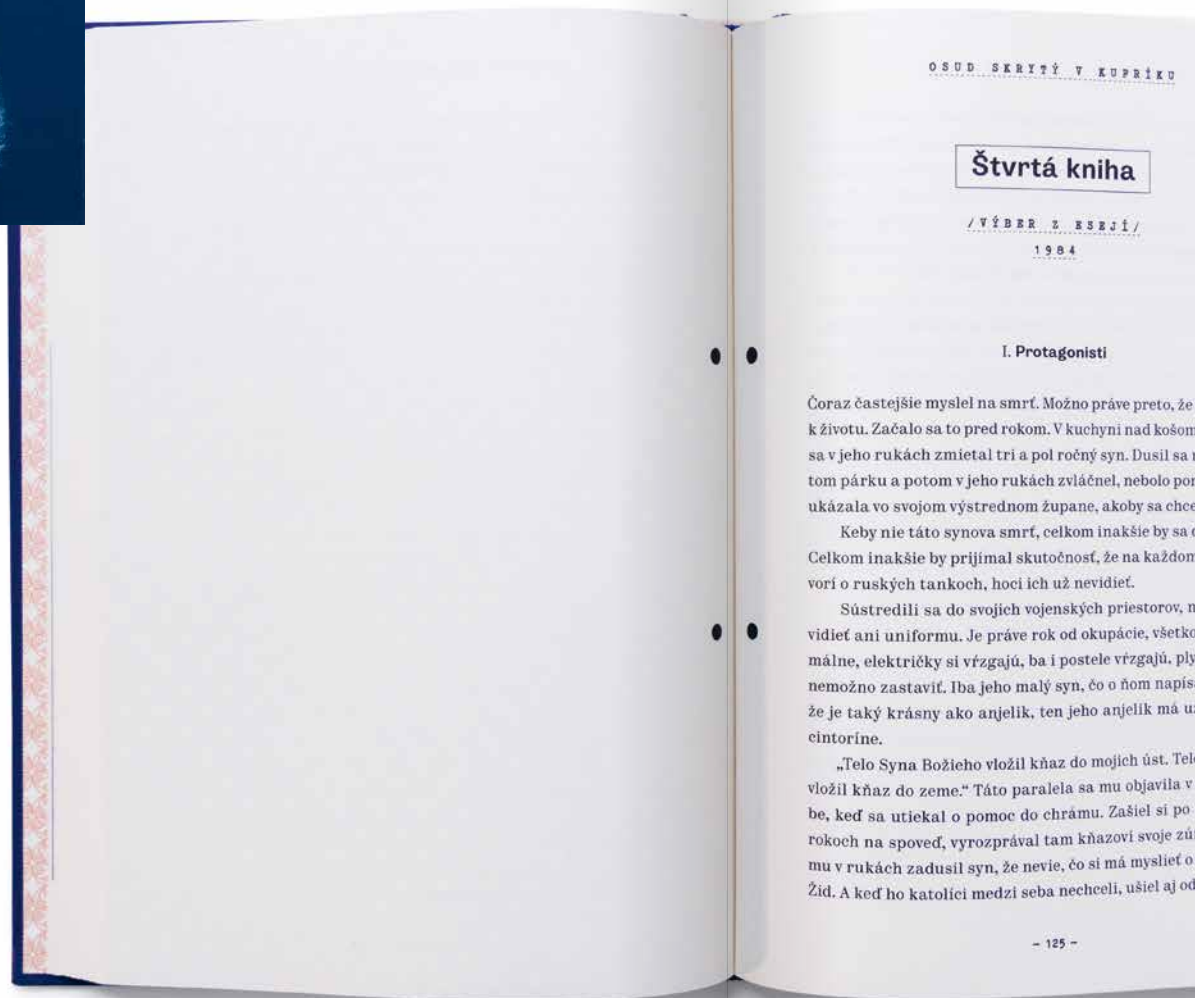 OSUD SKRYTÝ V KUPRÍKU
Štvrtá kniha
/VÝBER Z ESEJÍ/
1984
I. Protagonisti
Čoraz častejšie myslel na smrť. Možno práve preto, že
k životu. Začalo sa to pred rokom. V kuchyni nad košom
sa v jeho rukách zmietal tri a pol ročný syn. Dusil sa
tom párku a potom v jeho rukách zvláčnel, nebolo
ukázala vo svojom výstrednom župane, akoby sa
Keby nie táto synova smrť, celkom inakšie by sa
Celkom inakšie by prijímal skutočnosť, že na každom
vorí o ruských tankoch, hoci ich už nevidieť.
Sústredili sa do svojich vojenských priestorov,
vidieť ani uniformu. Je práve rok od okupácie, všetko
málne, električky si vŕzgajú, ba i postele vŕzgajú,
nemožno zastaviť. Iba jeho malý syn, čo o ňom
že je taký krásny ako anjelik, ten jeho anjelik má
cintoríne.
„Telo Syna Božieho vložil kňaz do mojich úst.
vložil kňaz do zeme.“ Táto paralela sa mu objavila v
be, keď sa utiekal o pomoc do chrámu. Zašiel si po
rokoch na spoveď, vyrozprával tam kňazovi svoje
mu v rukách zadusil syn, že nevie, čo si má myslieť o
Žid. A keď ho katolíci medzi seba nechceli, ušiel aj
– 125 –